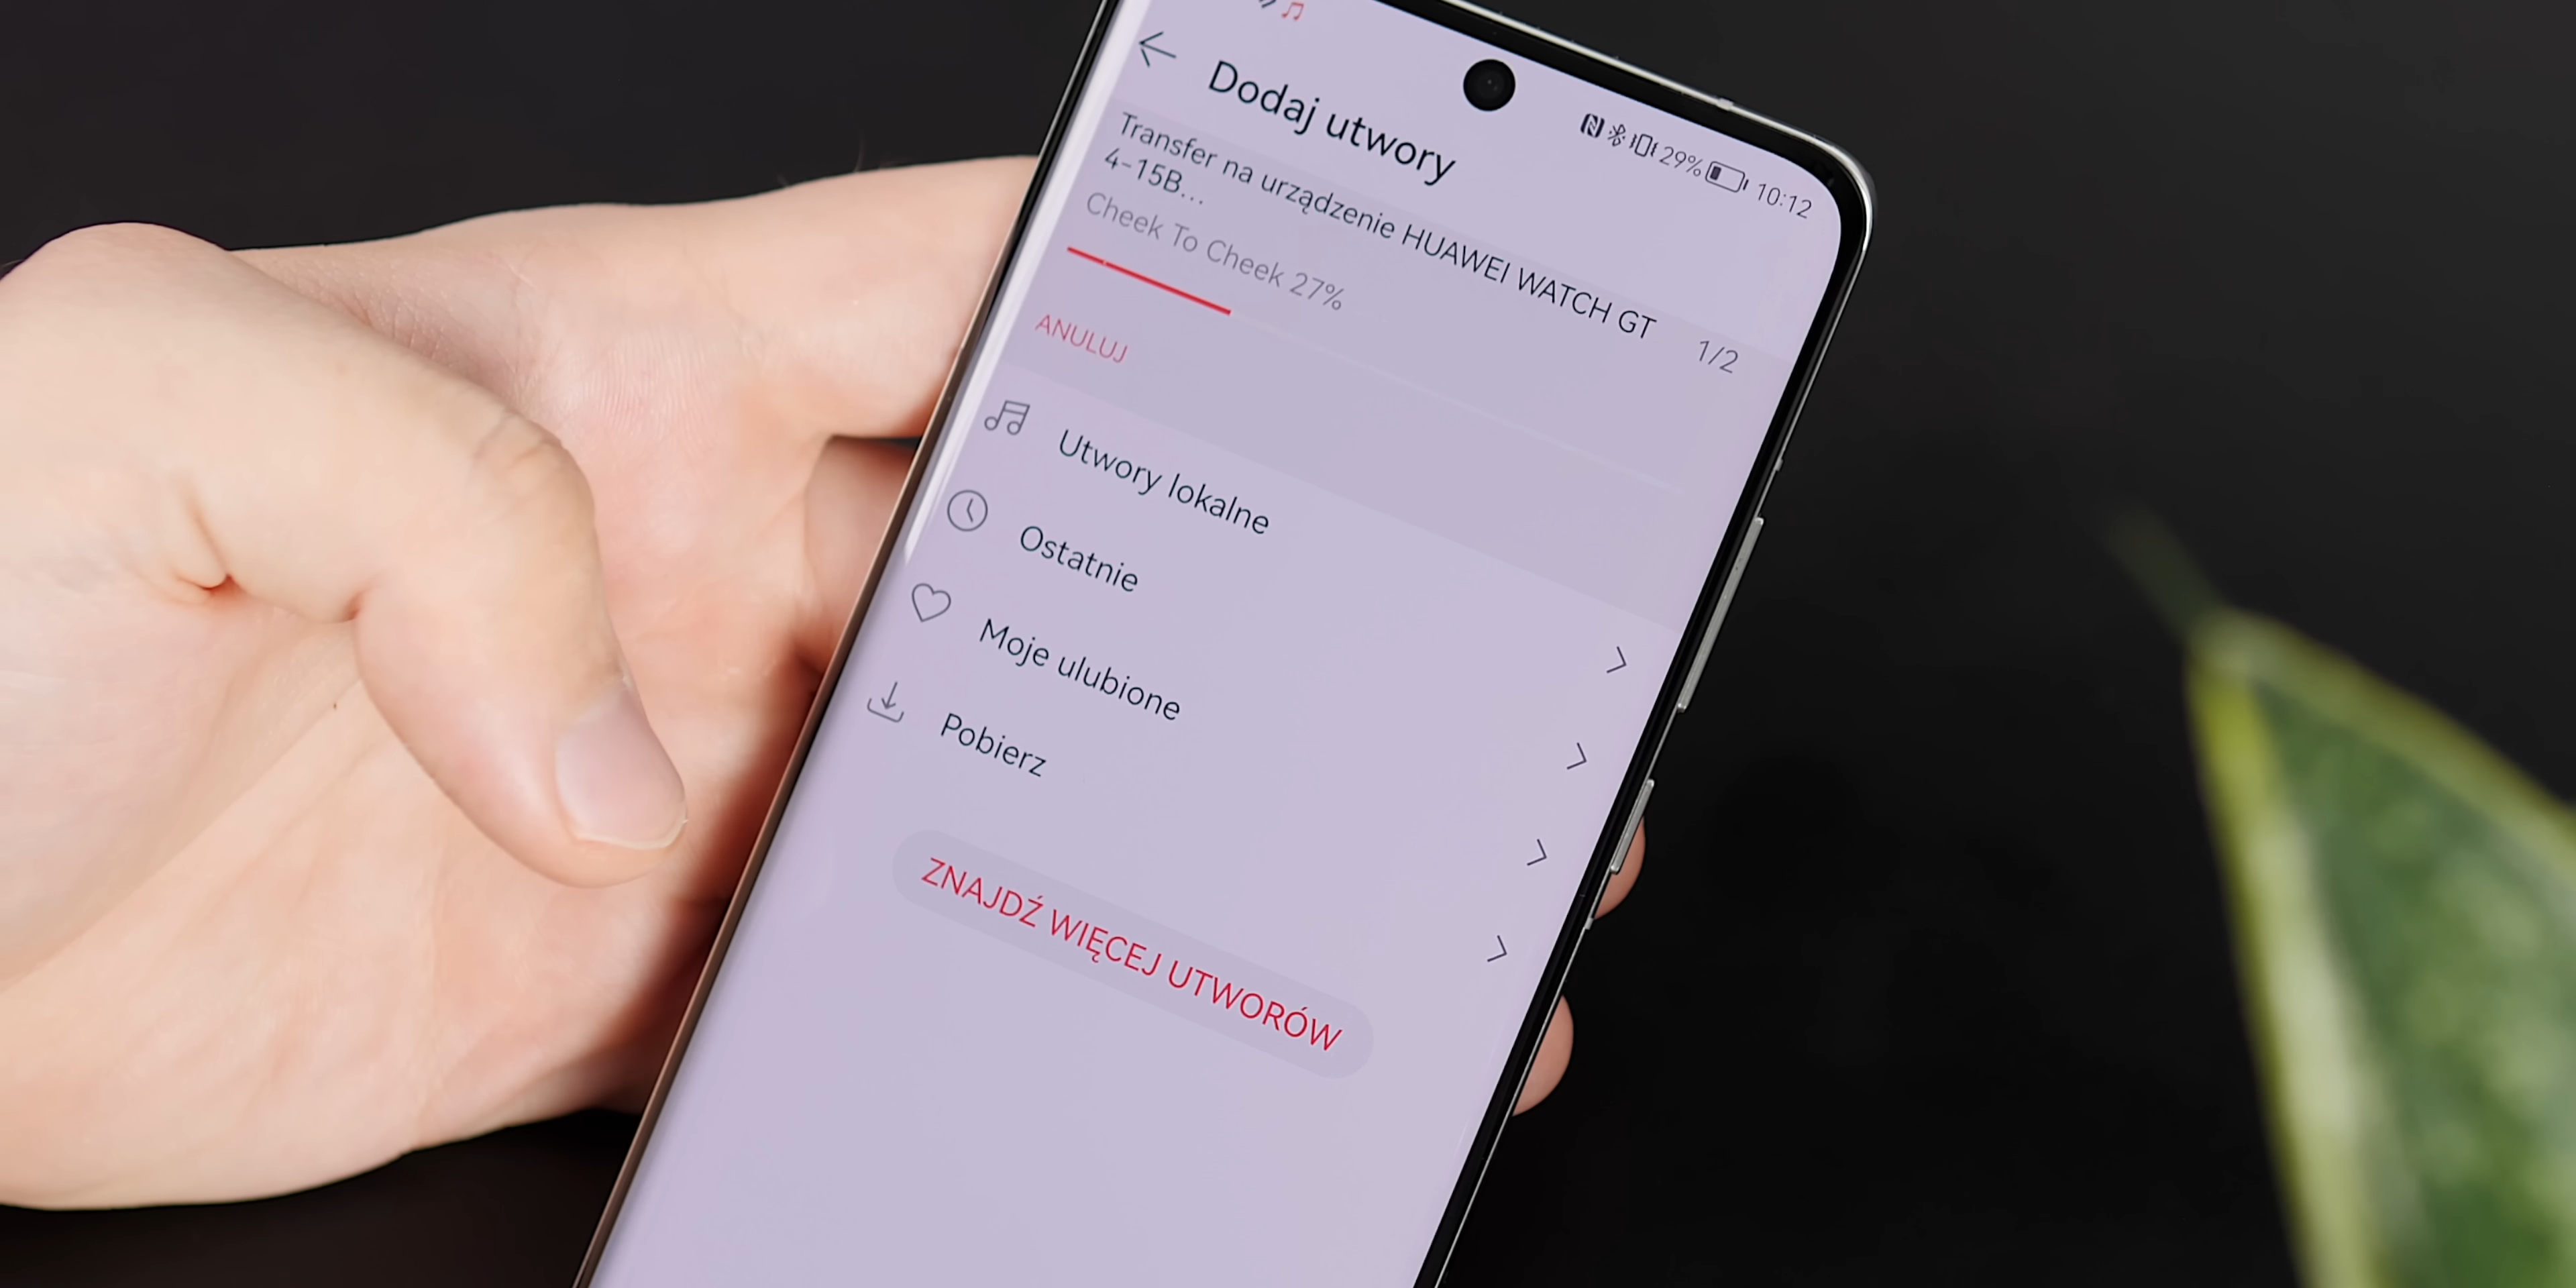 29% 10:12
Dodaj utwory
Transfer na urządzenie HUAWEI WATCH GT
4-15B...
1/2
Cheek To Cheek 27%
ANULUJ
Utwory lokalne
Ostatnie
Moje ulubione
Pobierz
ZNAJDŹ WIĘCEJ UTWORÓW